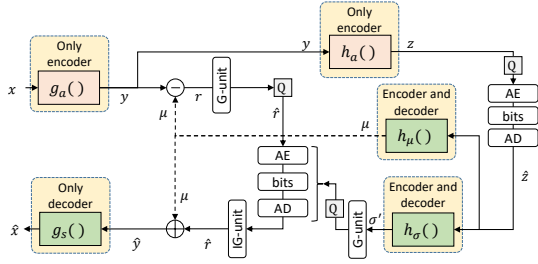 Only
encoder
x
g_a()
y
y
−
r
G-unit
Q
r̂
μ
Only
encoder
h_a()
z
Q
AE
bits
AD
ẑ
Encoder and
decoder
h_μ()
μ
AE
bits
AD
Q
G-unit
σ′
Encoder and
decoder
h_σ()
Only
decoder
x̂
g_s()
ŷ
μ
+
r̂
IG-unit